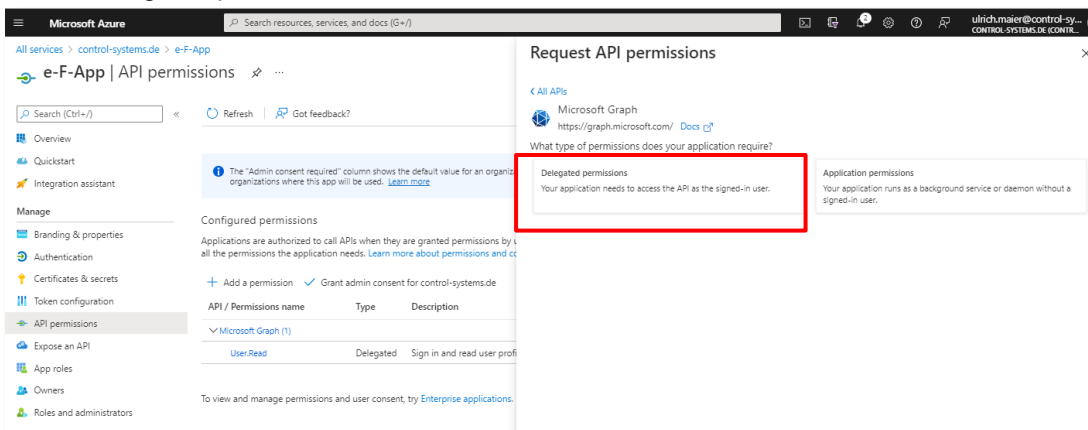 Microsoft Azure
Search resources, services, and docs (G+/)
2
ulrich.maier@control-sy...
CONTROL-SYSTEMS.DE (CONTR...
All services > control-systems.de > e-F-App
e-F-App | API permissions
Search (Ctrl+/)
Overview
Quickstart
Integration assistant
Manage
Branding & properties
Authentication
Certificates & secrets
Token configuration
API permissions
Expose an API
App roles
Owners
Roles and administrators
Refresh
Got feedback?
The "Admin consent required" column shows the default value for an organiz
organizations where this app will be used. Learn more
Configured permissions
Applications are authorized to call APIs when they are granted permissions by u
all the permissions the application needs. Learn more about permissions and co
Add a permission
Grant admin consent for control-systems.de
API / Permissions name Type Description
Microsoft Graph (1)
User.Read Delegated Sign in and read user profi
To view and manage permissions and user consent, try Enterprise applications.
Request API permissions
All APIs
Microsoft Graph
https://graph.microsoft.com/ Docs
What type of permissions does your application require?
Delegated permissions
Your application needs to access the API as the signed-in user.
Application permissions
Your application runs as a background service or daemon without a
signed-in user.